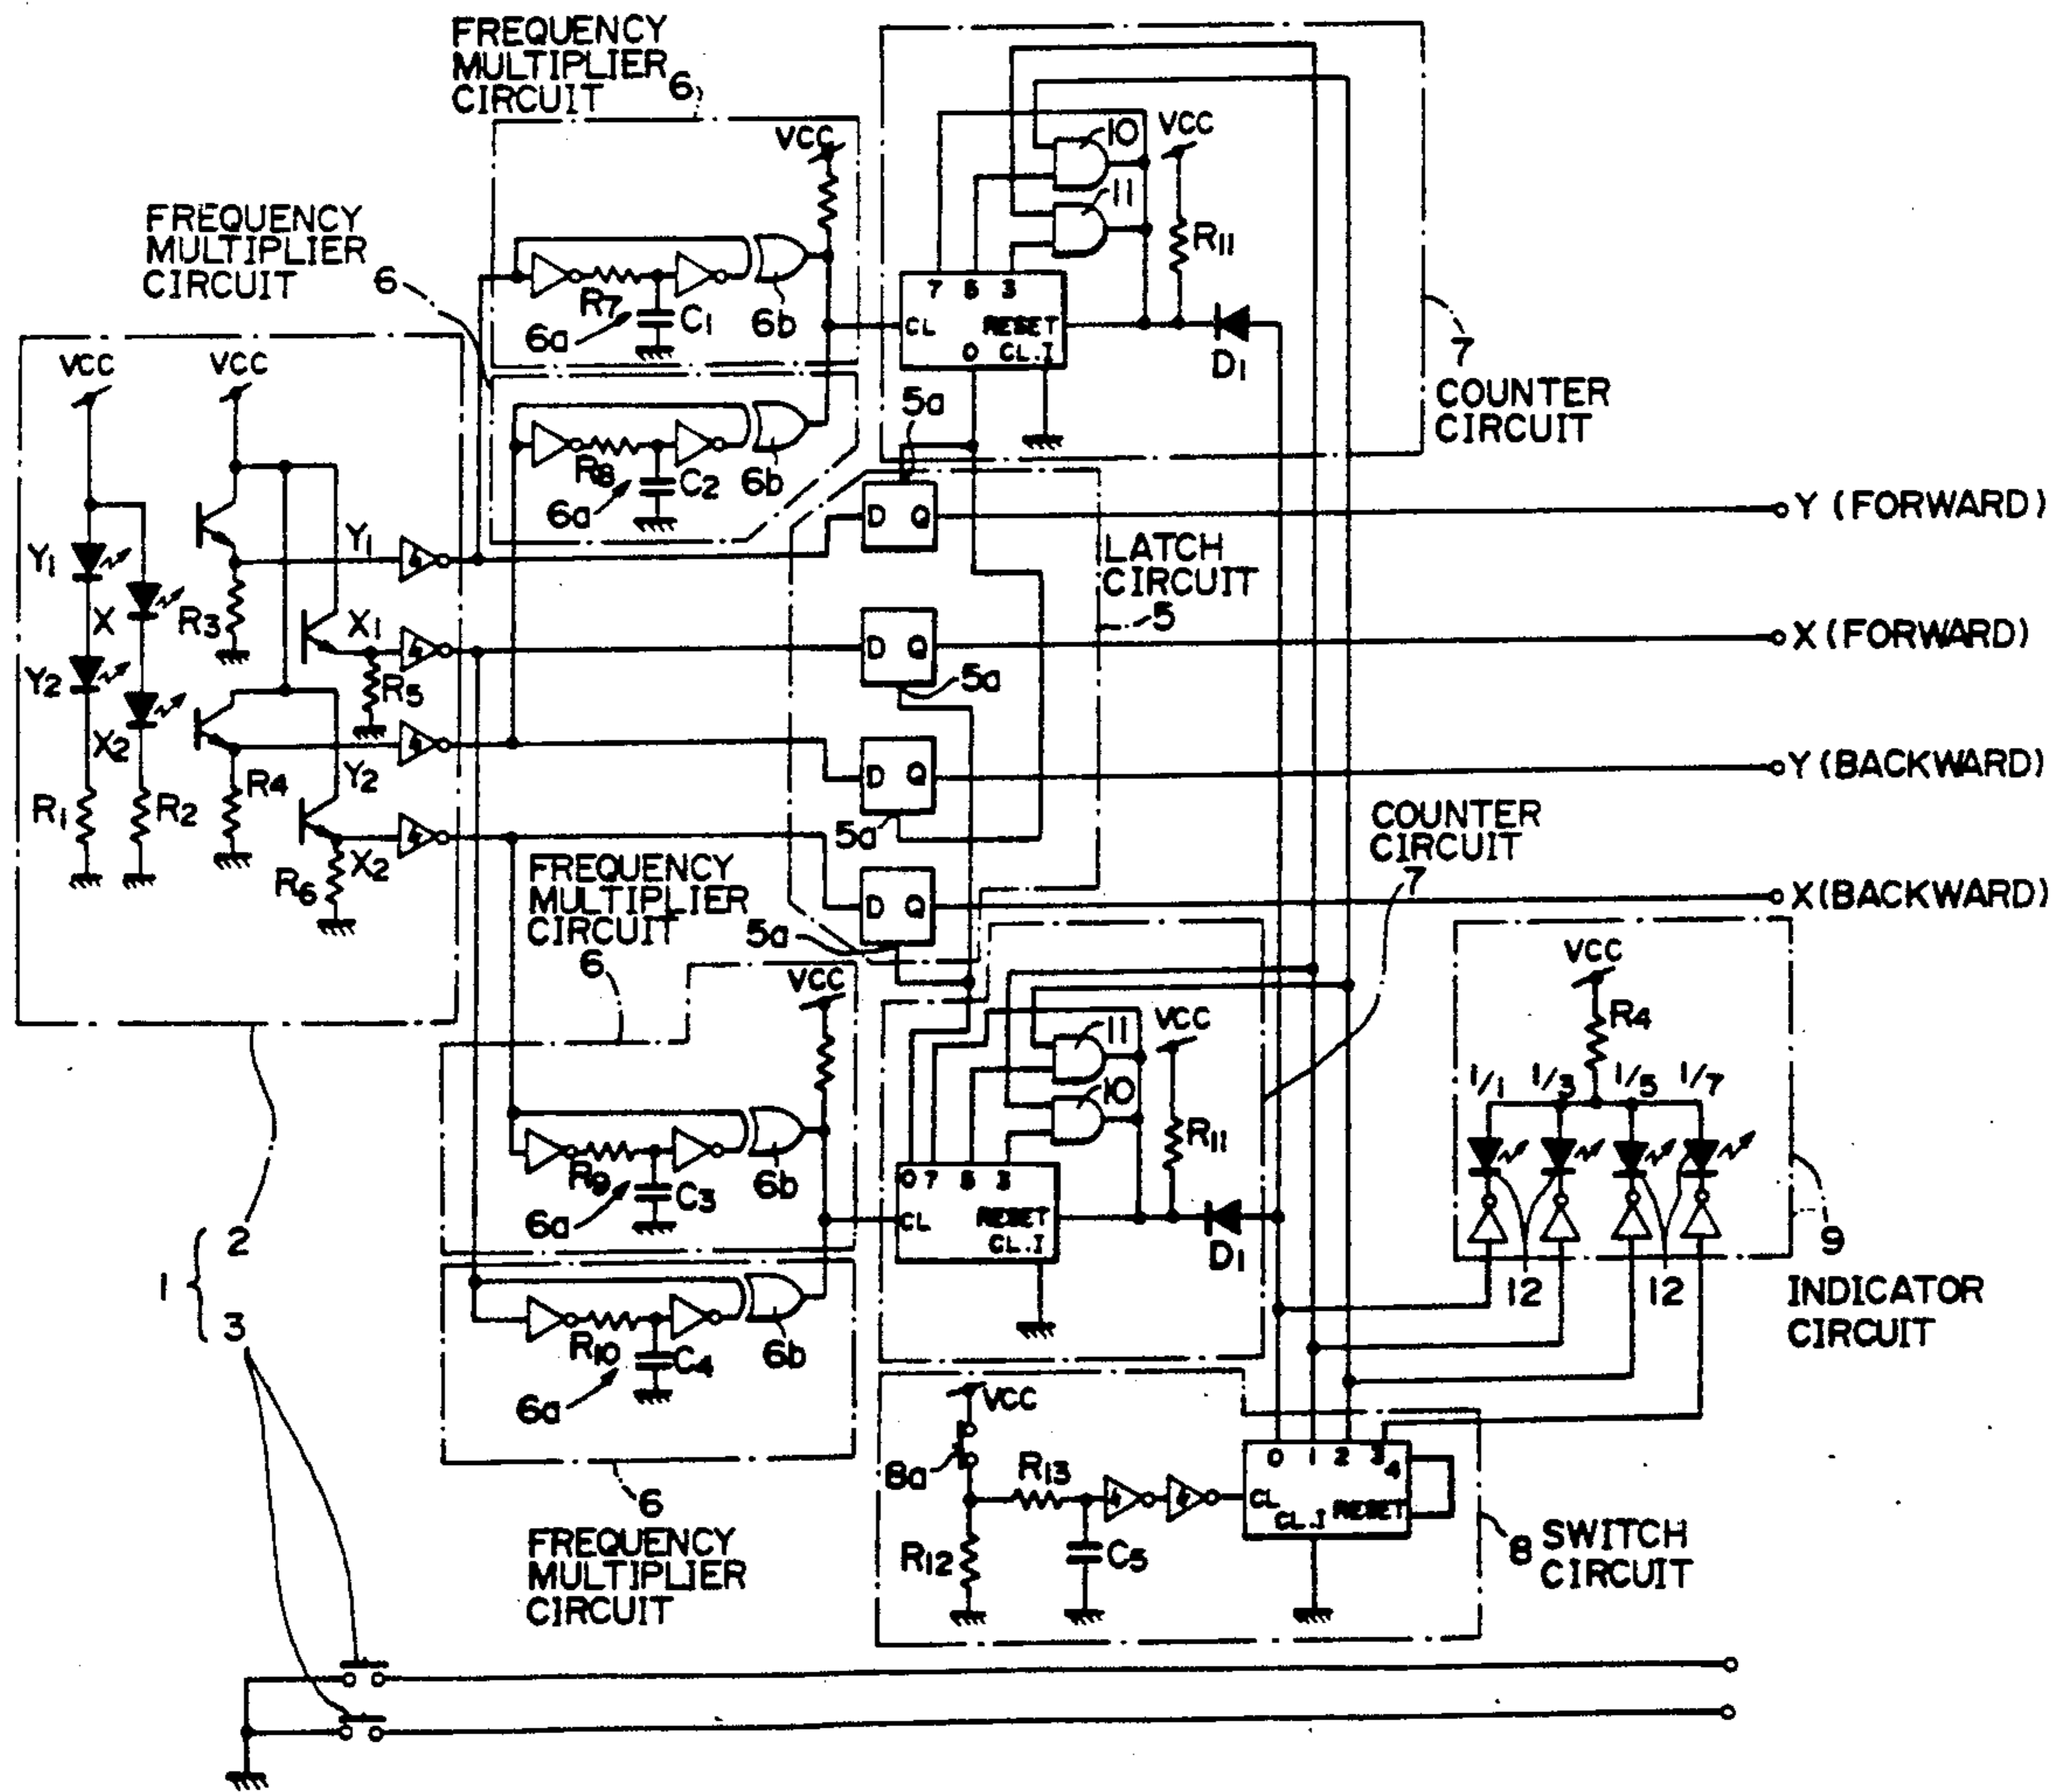 FREQUENCY
MULTIPLIER
CIRCUIT
6
VCC
10
VCC
11
R11
FREQUENCY
MULTIPLIER
CIRCUIT
6
R7
C1
6a
6b
7 5 3
CL RESET
0 CL.I
D1
7
COUNTER
CIRCUIT
VCC
VCC
R8
C2
6a
6b
5a
D Q
Y (FORWARD)
Y1
Y1
LATCH
CIRCUIT
5
X
R3
X1
D Q
X (FORWARD)
Y2
R5
5a
X2
R4
Y2
D Q
Y (BACKWARD)
R1
R2
5a
COUNTER
CIRCUIT
7
X2
R6
FREQUENCY
MULTIPLIER
CIRCUIT
6
D Q
X (BACKWARD)
5a
VCC
VCC
R4
11
VCC
10
R11
1/1 1/3 1/5 1/7
R9
C3
6a
6b
0 7 5 3
CL RESET
CL.I
D1
2
1
3
12
12
9
INDICATOR
CIRCUIT
R10
C4
6a
6b
VCC
8a
R13
0 1 2 3
4
CL
CL.I RESET
6
FREQUENCY
MULTIPLIER
CIRCUIT
R12
C5
8 SWITCH
CIRCUIT